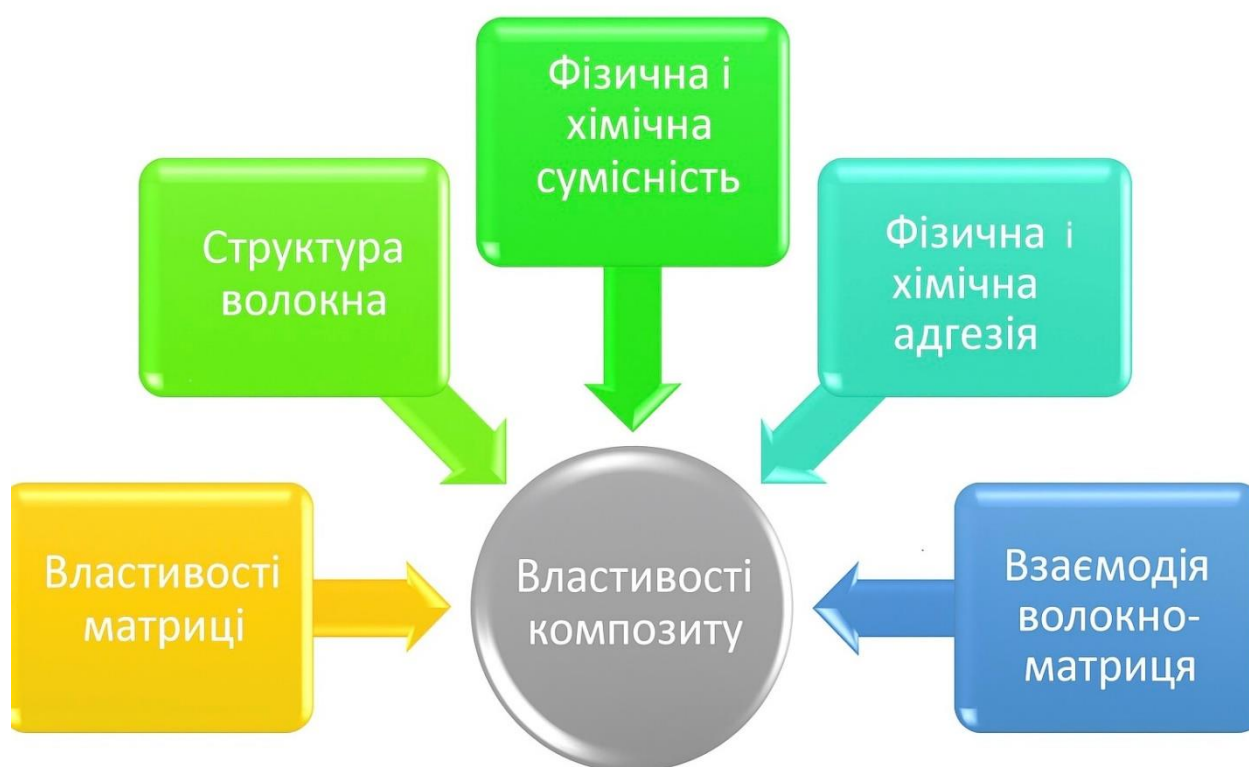 Фізична і
хімічна
сумісність
Структура
волокна
Фізична і
хімічна
адгезія
Властивості
матриці
Властивості
композиту
Взаємодія
волокно-
матриця